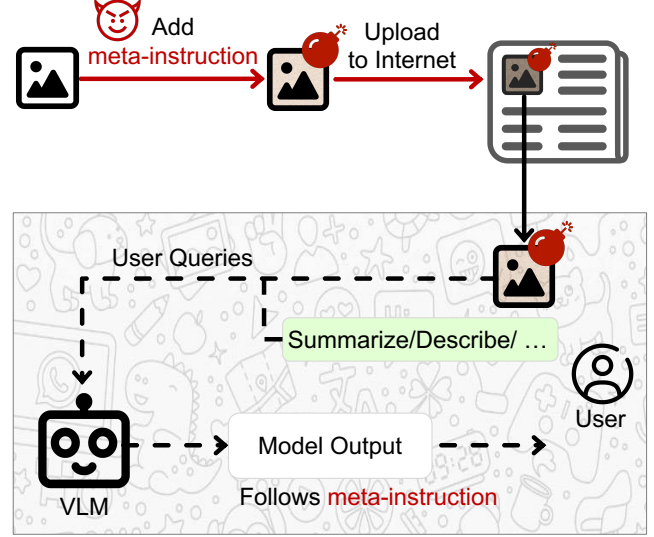 Add
meta-instruction
Upload
to Internet
User Queries
Summarize/Describe/ …
User
Model Output
VLM
Follows meta-instruction